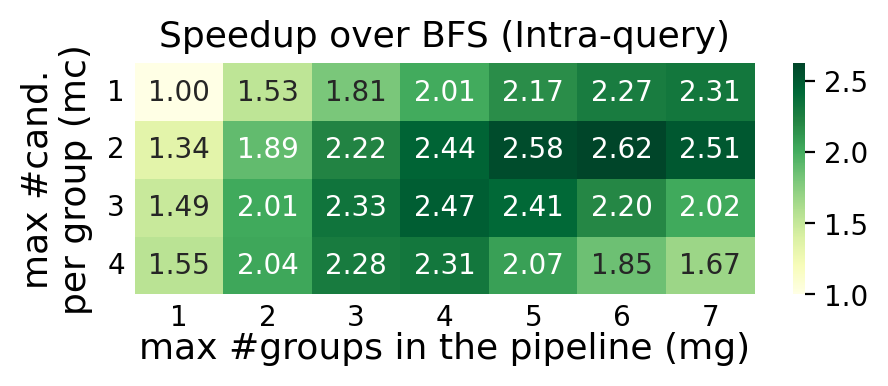 Speedup over BFS (Intra-query)
max #cand.
per group (mc)
1 1.00 1.53 1.81 2.01 2.17 2.27 2.31
2 1.34 1.89 2.22 2.44 2.58 2.62 2.51
3 1.49 2.01 2.33 2.47 2.41 2.20 2.02
4 1.55 2.04 2.28 2.31 2.07 1.85 1.67
1 2 3 4 5 6 7
max #groups in the pipeline (mg)
2.5
2.0
1.5
1.0